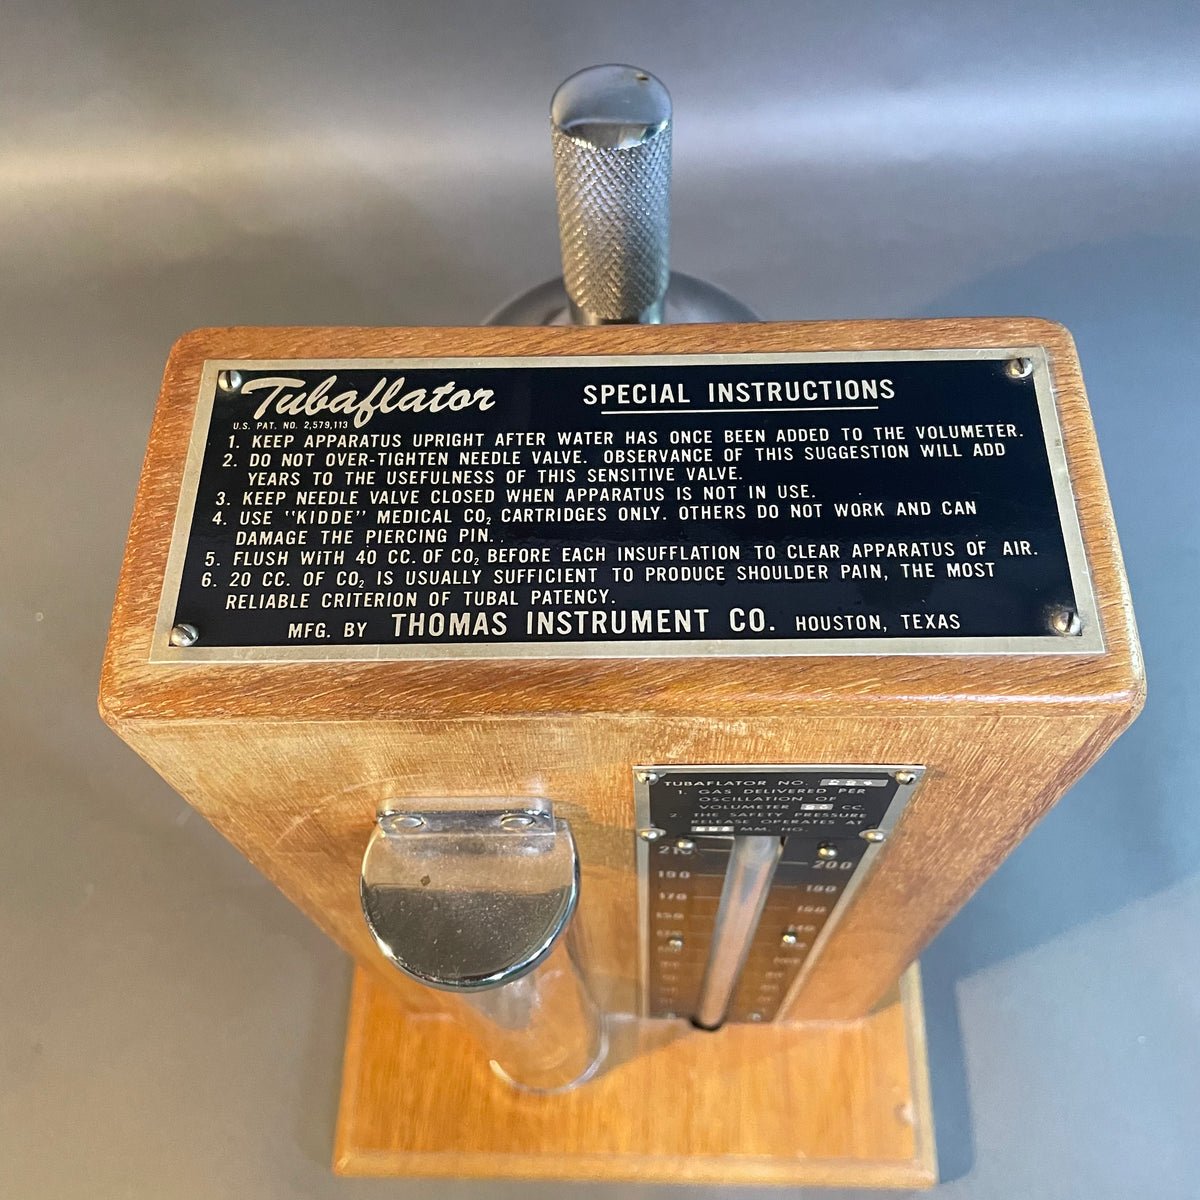 Tubaflator SPECIAL INSTRUCTIONS
U.S. PAT. NO. 2,579,113
1. KEEP APPARATUS UPRIGHT AFTER WATER HAS ONCE BEEN ADDED TO THE VOLUMETER.
2. DO NOT OVER-TIGHTEN NEEDLE VALVE. OBSERVANCE OF THIS SUGGESTION WILL ADD
YEARS TO THE USEFULNESS OF THIS SENSITIVE VALVE.
3. KEEP NEEDLE VALVE CLOSED WHEN APPARATUS IS NOT IN USE.
4. USE "KIDDE" MEDICAL CO₂ CARTRIDGES ONLY. OTHERS DO NOT WORK AND CAN
DAMAGE THE PIERCING PIN.
5. FLUSH WITH 40 CC. OF CO₂ BEFORE EACH INSUFFLATION TO CLEAR APPARATUS OF AIR.
6. 20 CC. OF CO₂ IS USUALLY SUFFICIENT TO PRODUCE SHOULDER PAIN, THE MOST
RELIABLE CRITERION OF TUBAL PATENCY.
MFG. BY THOMAS INSTRUMENT CO. HOUSTON, TEXAS
TUBAFLATOR NO.
1. GAS DELIVERED PER
OSCILLATION OF
VOLUMETER CC.
2. THE SAFETY PRESSURE
RELEASE OPERATES AT
MM. HG.
210 200
190 180
170